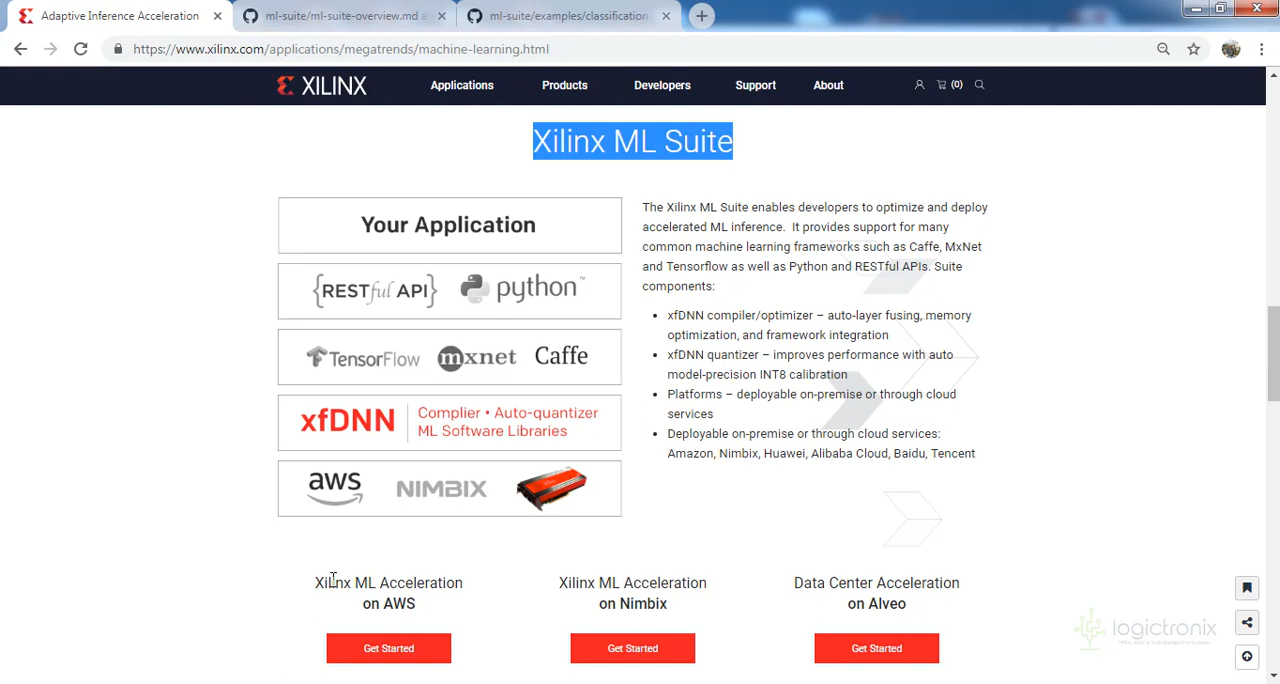 Adaptive Inference Acceleration
ml-suite/ml-suite-overview.md a
ml-suite/examples/classification
https://www.xilinx.com/applications/megatrends/machine-learning.html
XILINX
Applications
Products
Developers
Support
About
(0)
Xilinx ML Suite
Your Application
{RESTful API}
python™
TensorFlow
mxnet
Caffe
xfDNN
Complier • Auto-quantizer
ML Software Libraries
aws
NIMBIX
The Xilinx ML Suite enables developers to optimize and deploy
accelerated ML inference. It provides support for many
common machine learning frameworks such as Caffe, MxNet
and Tensorflow as well as Python and RESTful APIs. Suite
components:
• xfDNN compiler/optimizer – auto-layer fusing, memory
optimization, and framework integration
• xfDNN quantizer – improves performance with auto
model-precision INT8 calibration
• Platforms – deployable on-premise or through cloud
services
• Deployable on-premise or through cloud services:
Amazon, Nimbix, Huawei, Alibaba Cloud, Baidu, Tencent
Xilinx ML Acceleration
on AWS
Get Started
Xilinx ML Acceleration
on Nimbix
Get Started
Data Center Acceleration
on Alveo
Get Started
logictronix